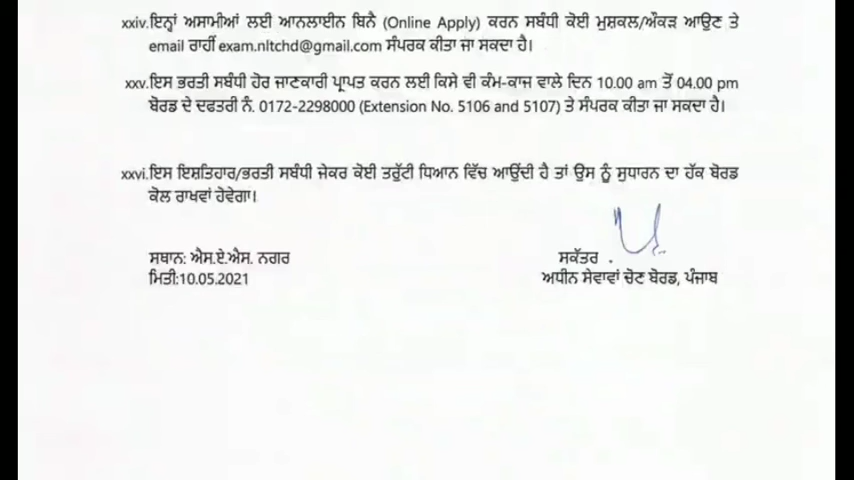 xxiv.ਇਨ੍ਹਾਂ ਅਸਾਮੀਆਂ ਲਈ ਆਨਲਾਈਨ ਬਿਨੈ (Online Apply) ਕਰਨ ਸਬੰਧੀ ਕੋਈ ਮੁਸ਼ਕਲ/ਔਕੜ ਆਉਣ ਤੇ
email ਰਾਹੀਂ exam.nltchd@gmail.com ਸੰਪਰਕ ਕੀਤਾ ਜਾ ਸਕਦਾ ਹੈ।
xxv.ਇਸ ਭਰਤੀ ਸਬੰਧੀ ਹੋਰ ਜਾਣਕਾਰੀ ਪ੍ਰਾਪਤ ਕਰਨ ਲਈ ਕਿਸੇ ਵੀ ਕੰਮ-ਕਾਜ ਵਾਲੇ ਦਿਨ 10.00 am ਤੋਂ 04.00 pm
ਬੋਰਡ ਦੇ ਦਫਤਰੀ ਨੰ. 0172-2298000 (Extension No. 5106 and 5107) ਤੇ ਸੰਪਰਕ ਕੀਤਾ ਜਾ ਸਕਦਾ ਹੈ।
xxvi.ਇਸ ਇਸ਼ਤਿਹਾਰ/ਭਰਤੀ ਸਬੰਧੀ ਜੇਕਰ ਕੋਈ ਤਰੁੱਟੀ ਧਿਆਨ ਵਿੱਚ ਆਉਂਦੀ ਹੈ ਤਾਂ ਉਸ ਨੂੰ ਸੁਧਾਰਨ ਦਾ ਹੱਕ ਬੋਰਡ
ਕੋਲ ਰਾਖਵਾਂ ਹੋਵੇਗਾ।
ਸਥਾਨ: ਐਸ.ਏ.ਐਸ. ਨਗਰ
ਮਿਤੀ:10.05.2021
ਸਕੱਤਰ .
ਅਧੀਨ ਸੇਵਾਵਾਂ ਚੋਣ ਬੋਰਡ, ਪੰਜਾਬ